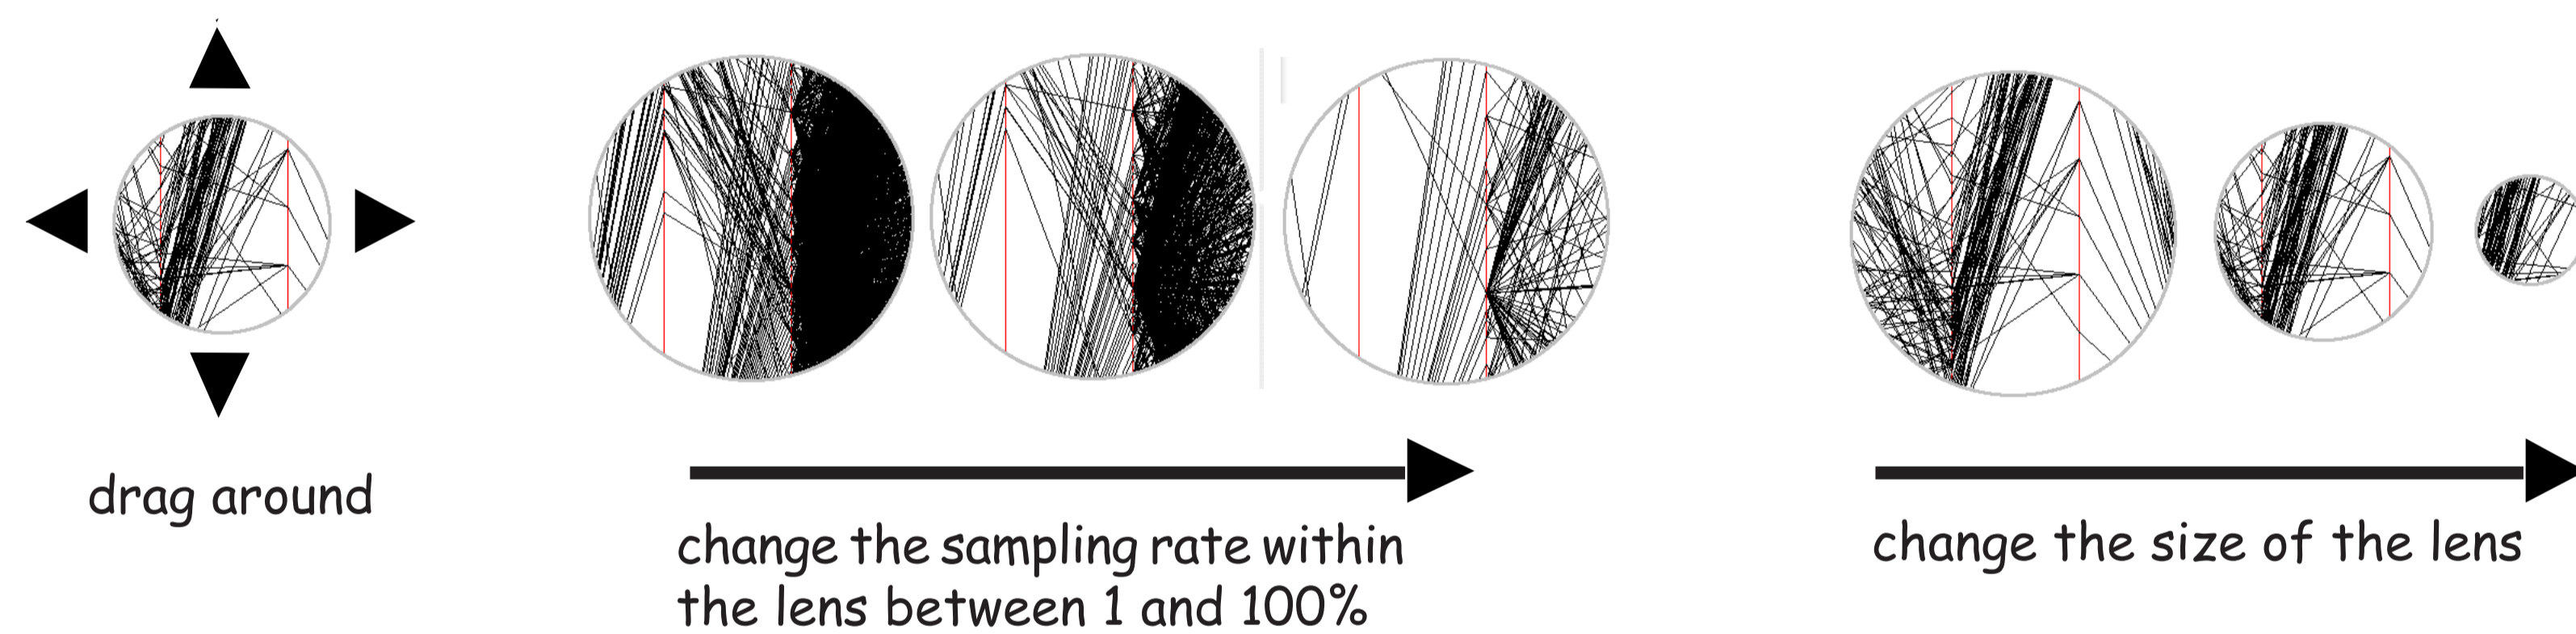 drag around
change the sampling rate within
the lens between 1 and 100%
change the size of the lens